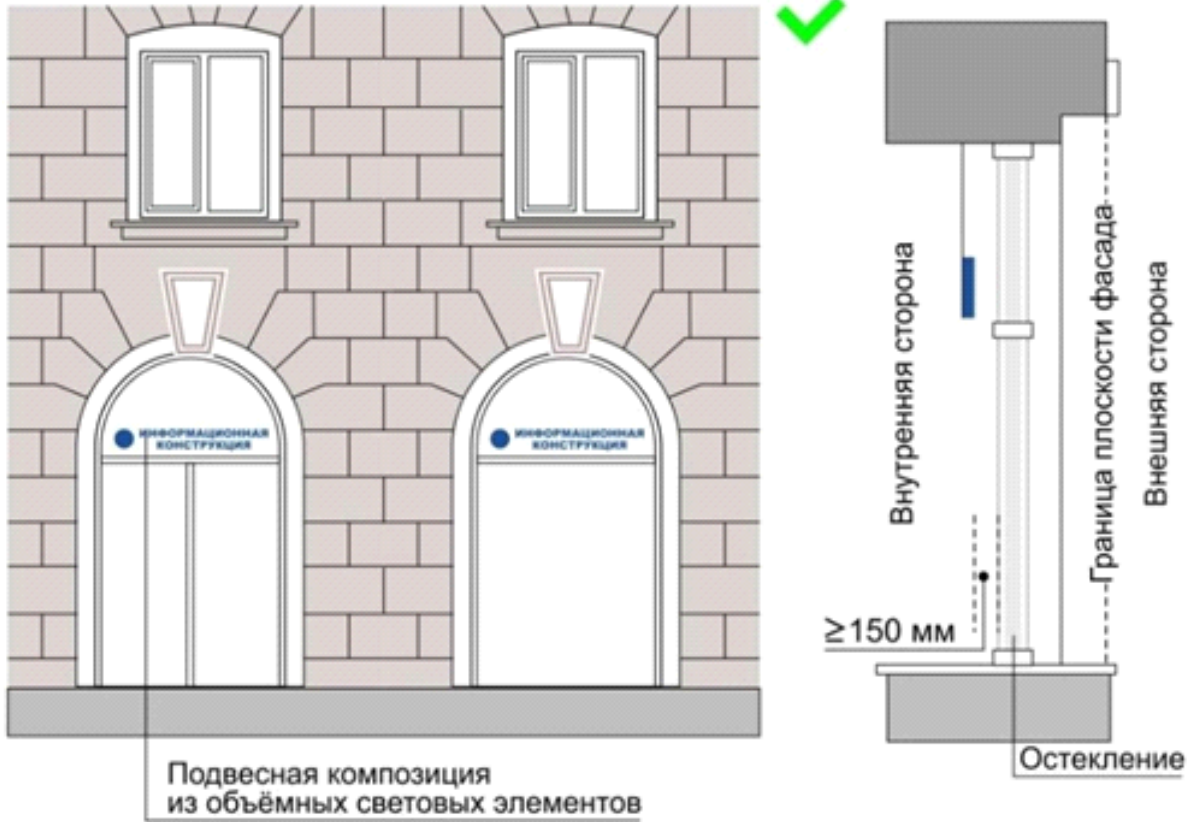 ИНФОРМАЦИОННАЯ
КОНСТРУКЦИЯ
ИНФОРМАЦИОННАЯ
КОНСТРУКЦИЯ
Подвесная композиция
из объёмных световых элементов
Внутренняя сторона
Граница плоскости фасада
Внешняя сторона
≥150 мм
Остекление